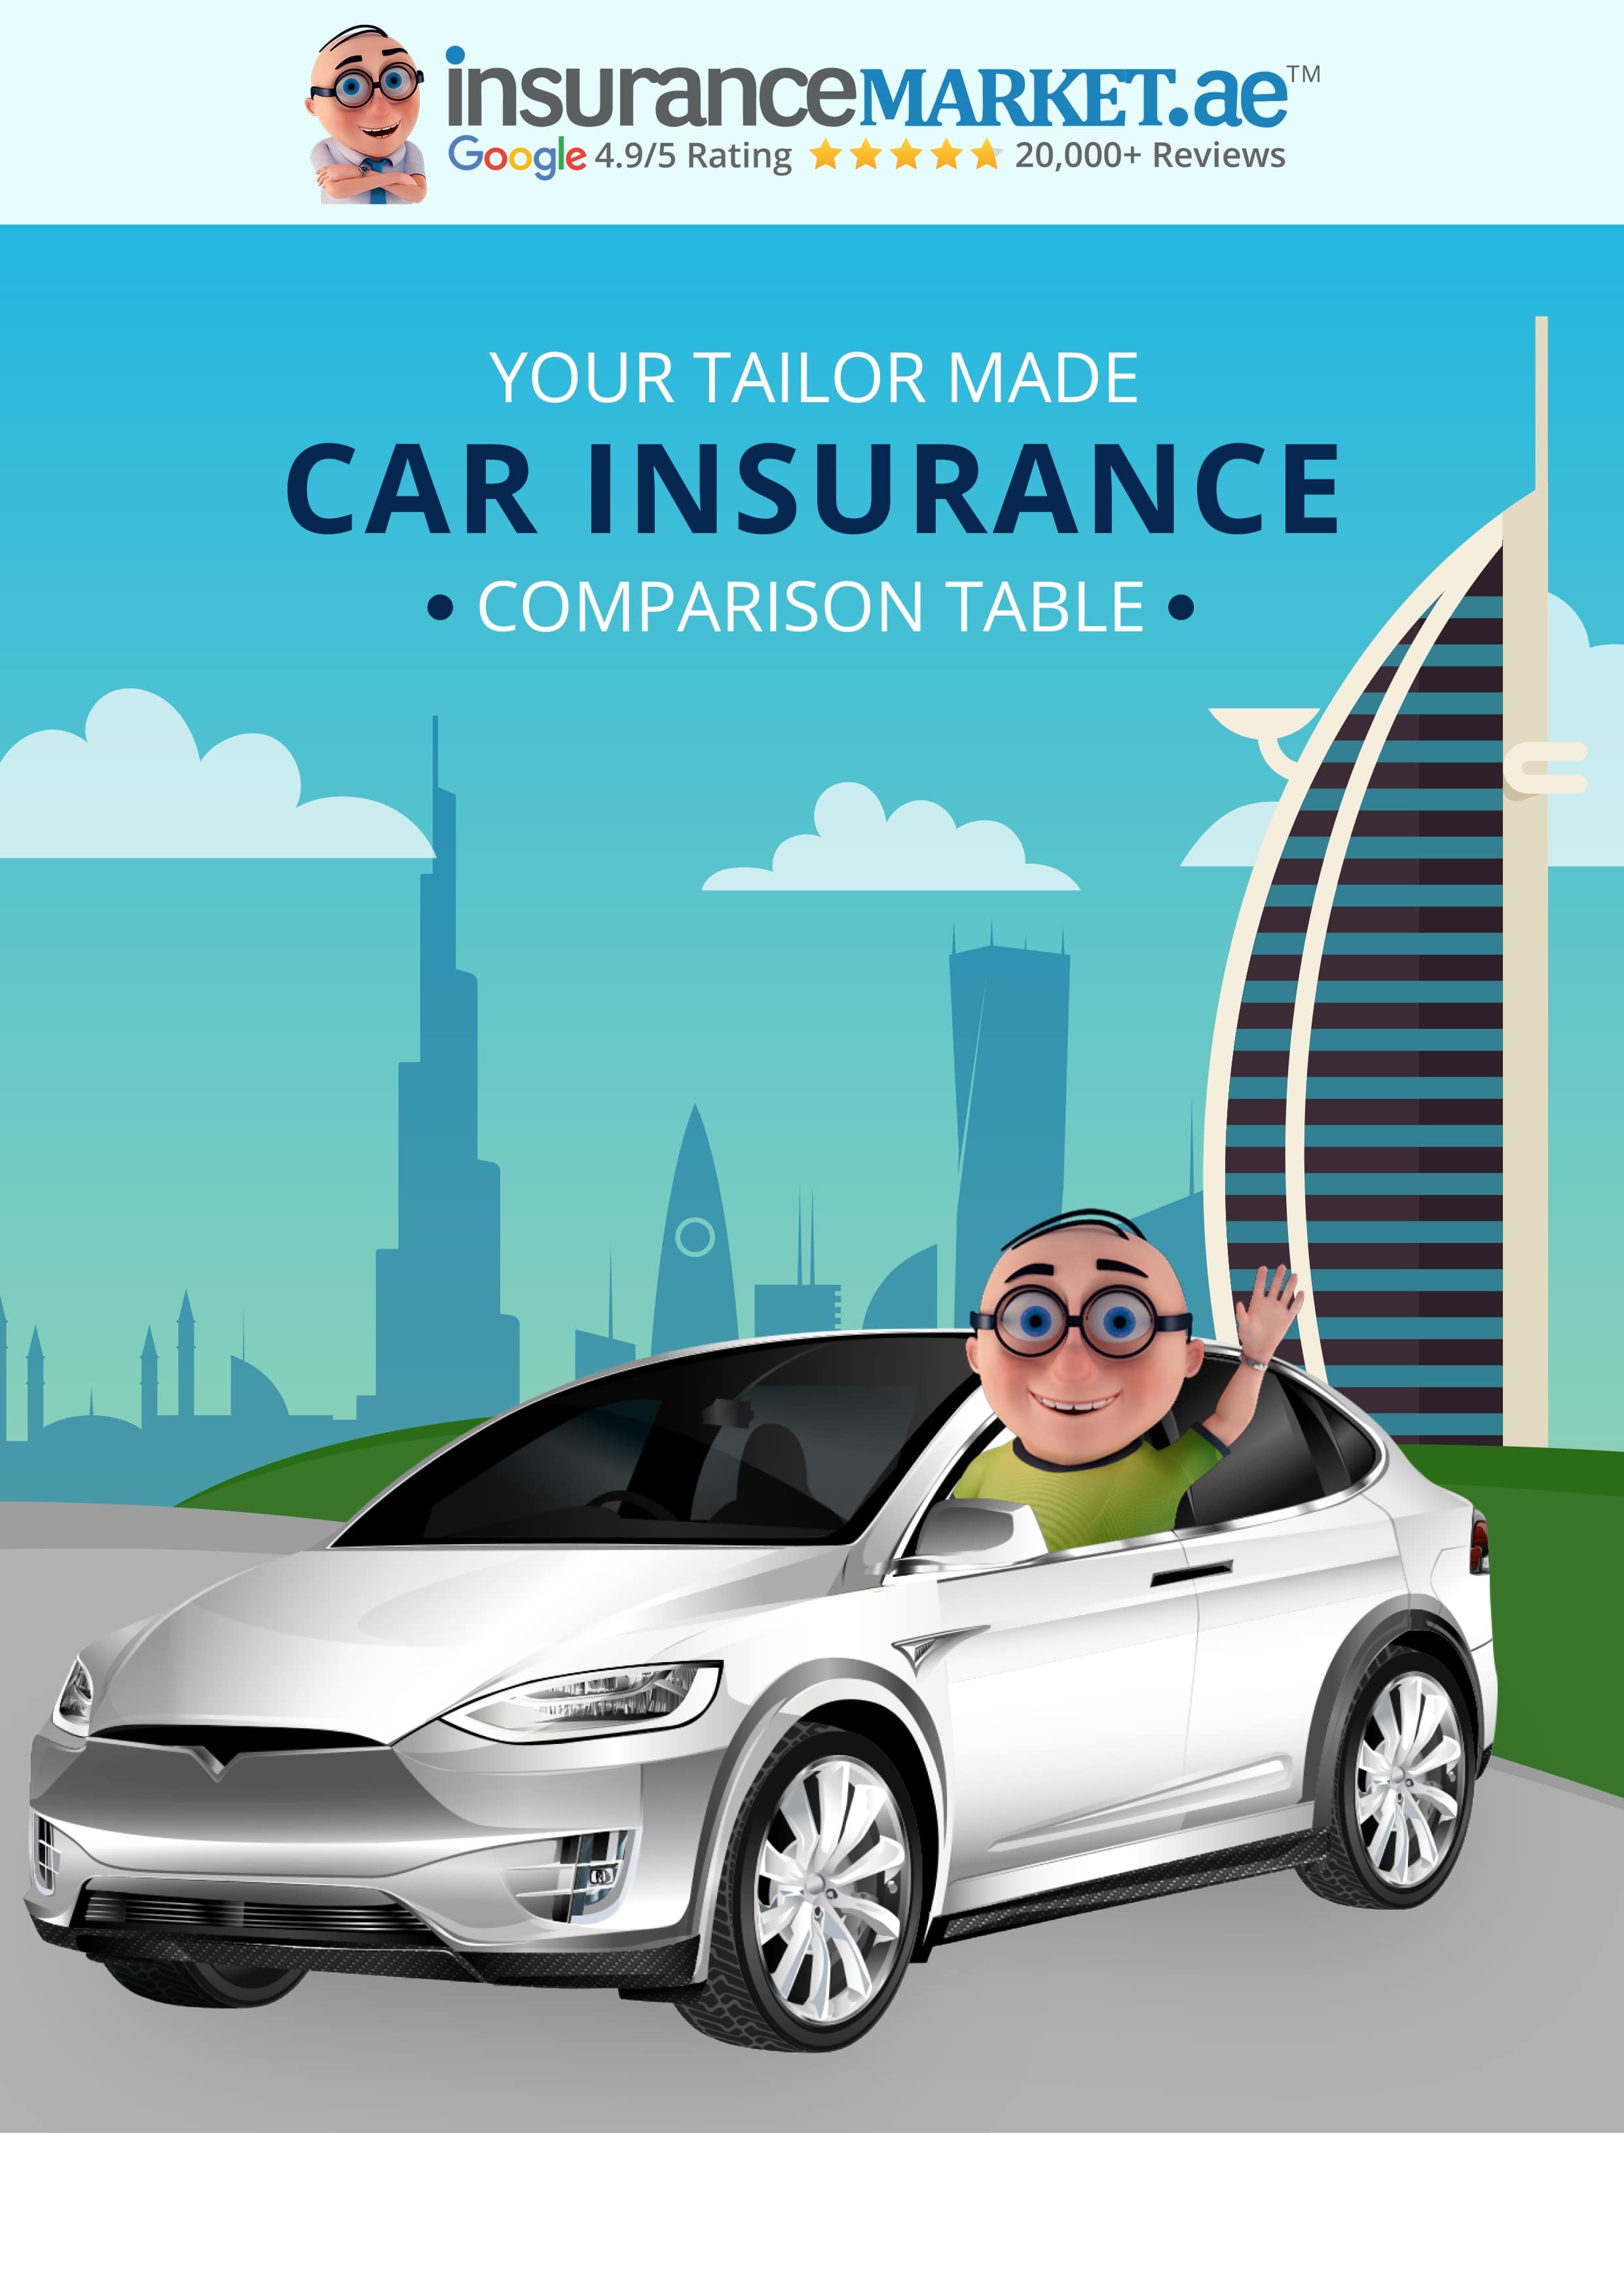 insuranceMARKET.ae™
Google 4.9/5 Rating 20,000+ Reviews
YOUR TAILOR MADE
CAR INSURANCE
• COMPARISON TABLE •